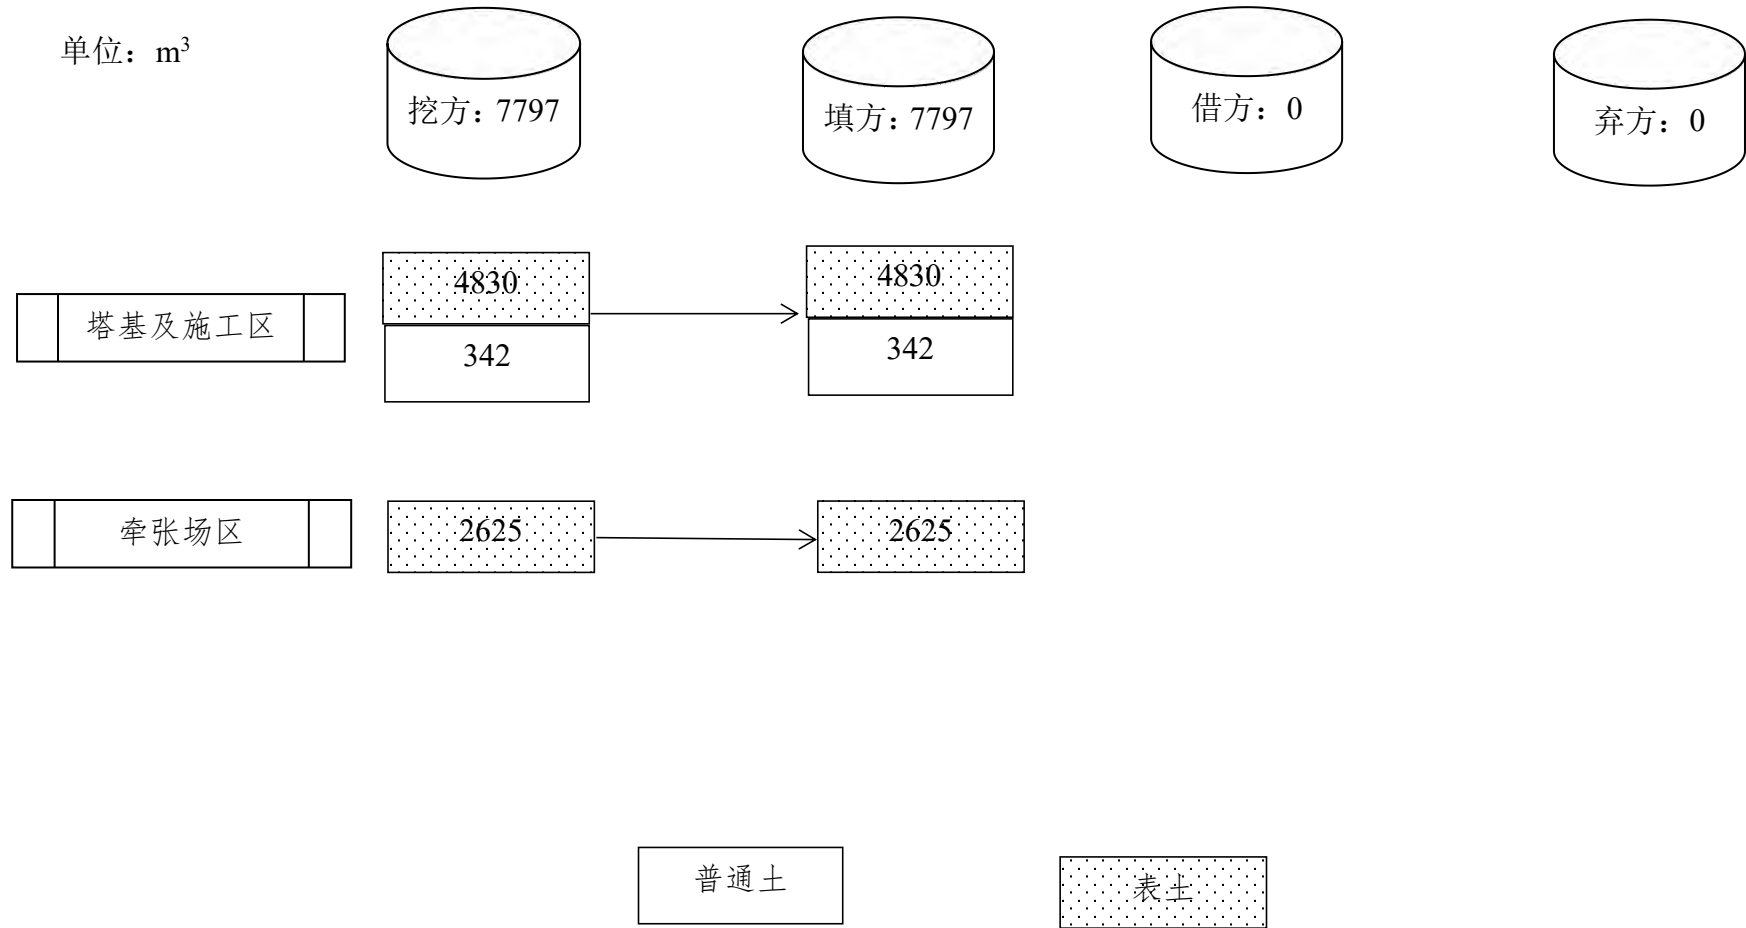 单位：m³
挖方：7797
填方：7797
借方：0
弃方：0
塔基及施工区
4830
4830
342
342
牵张场区
2625
2625
普通土
表土